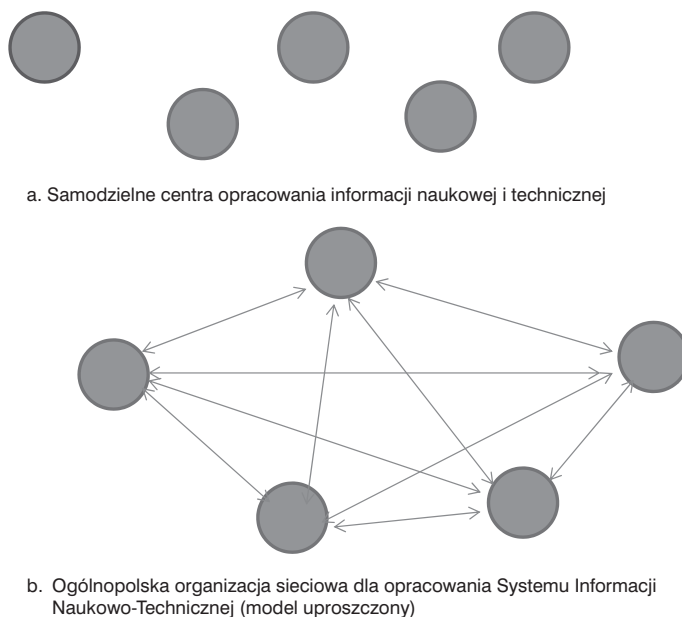 a. Samodzielne centra opracowania informacji naukowej i technicznej
b. Ogólnopolska organizacja sieciowa dla opracowania Systemu Informacji
Naukowo-Technicznej (model uproszczony)